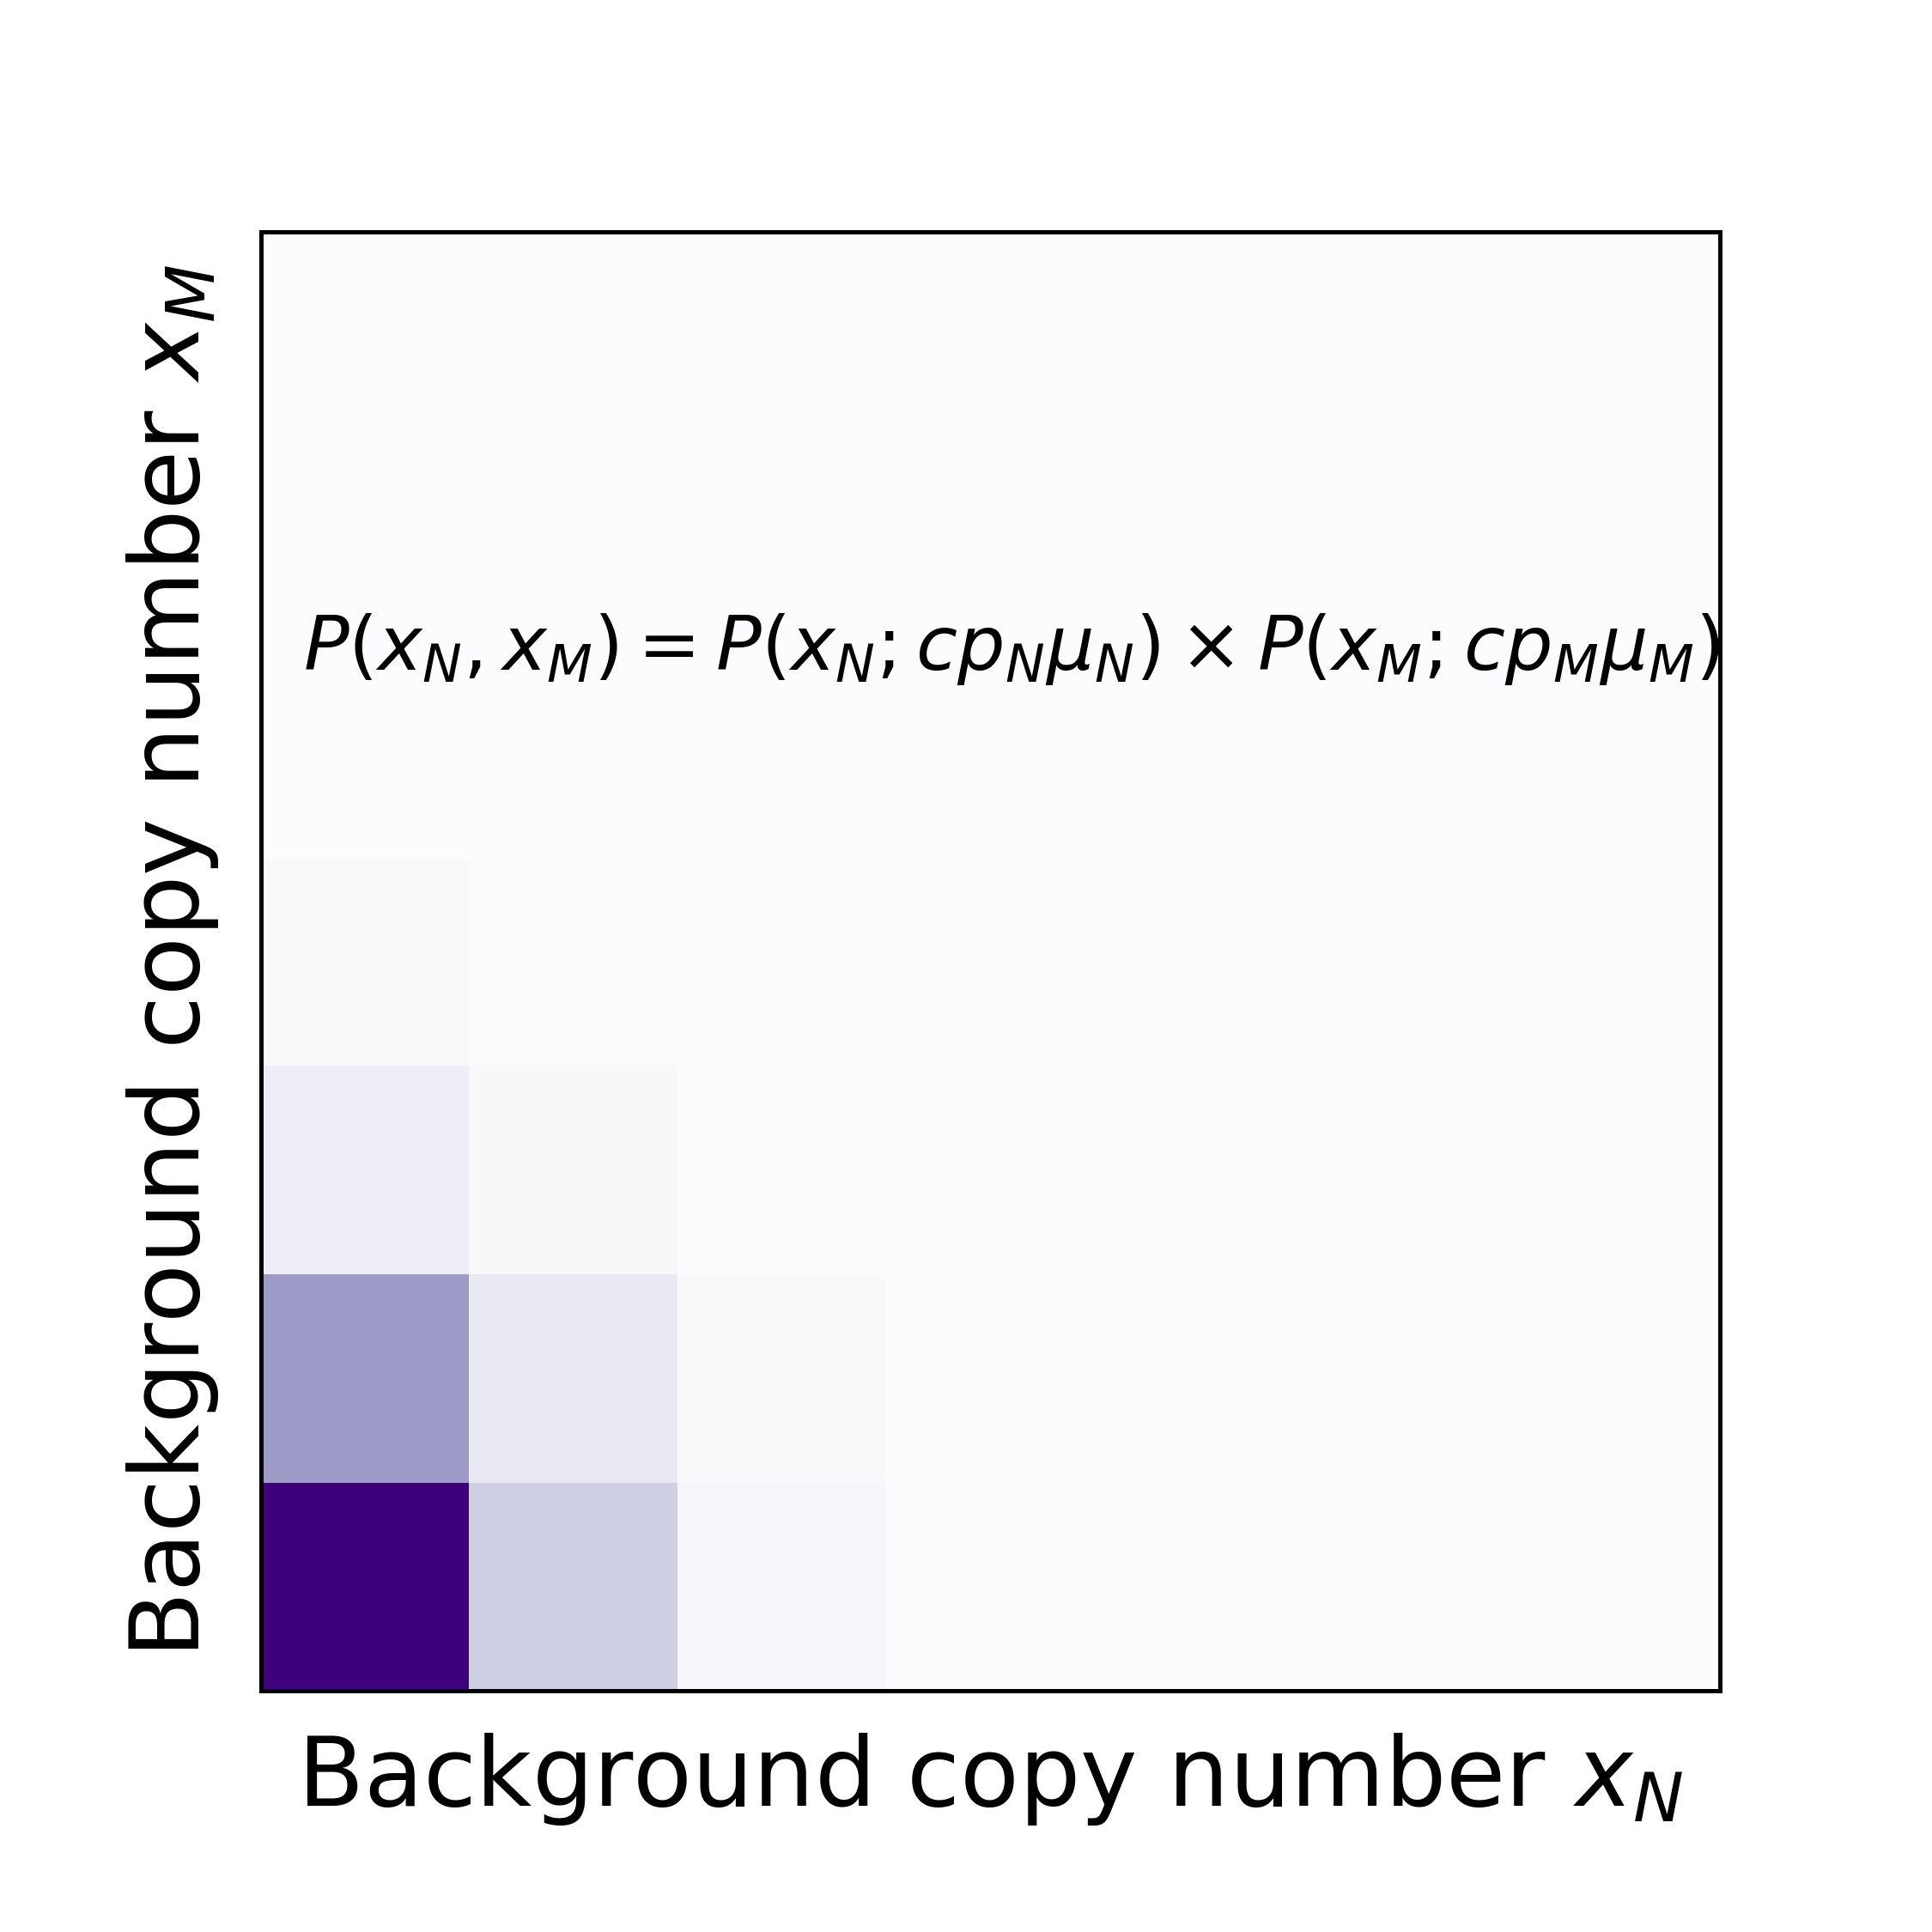 Background copy number x_M
P(x_N, x_M) = P(x_N; cp_Nμ_N) × P(x_M; cp_Mμ_M)
Background copy number x_N